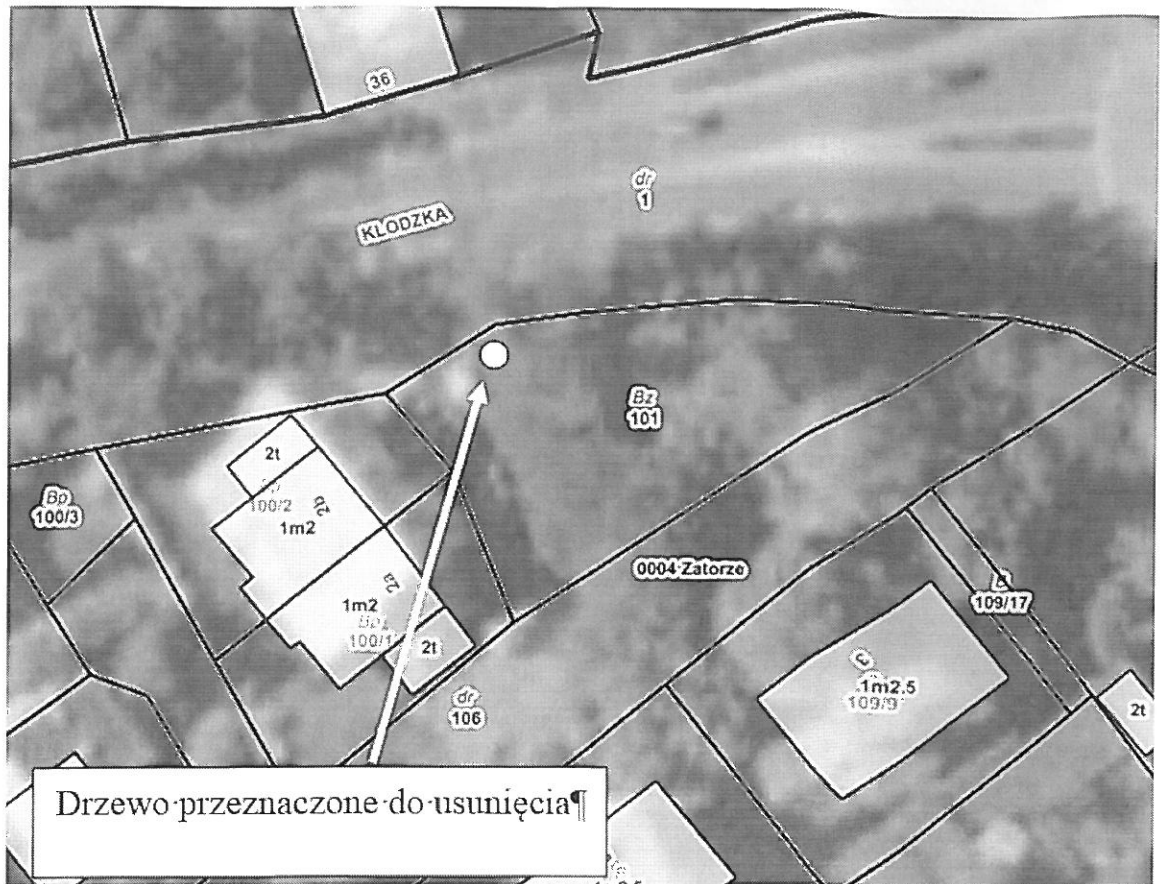 36
dr
1
KLODZKA
Bz
101
2t
Bp
100/3
100/2
2b
1m2
0004 Zatorze
2a
1m2
100/1
2t
B
109/17
3
1m2.5
109/9
2t
dr
106
Drzewo·przeznaczone·do·usunięcia¶